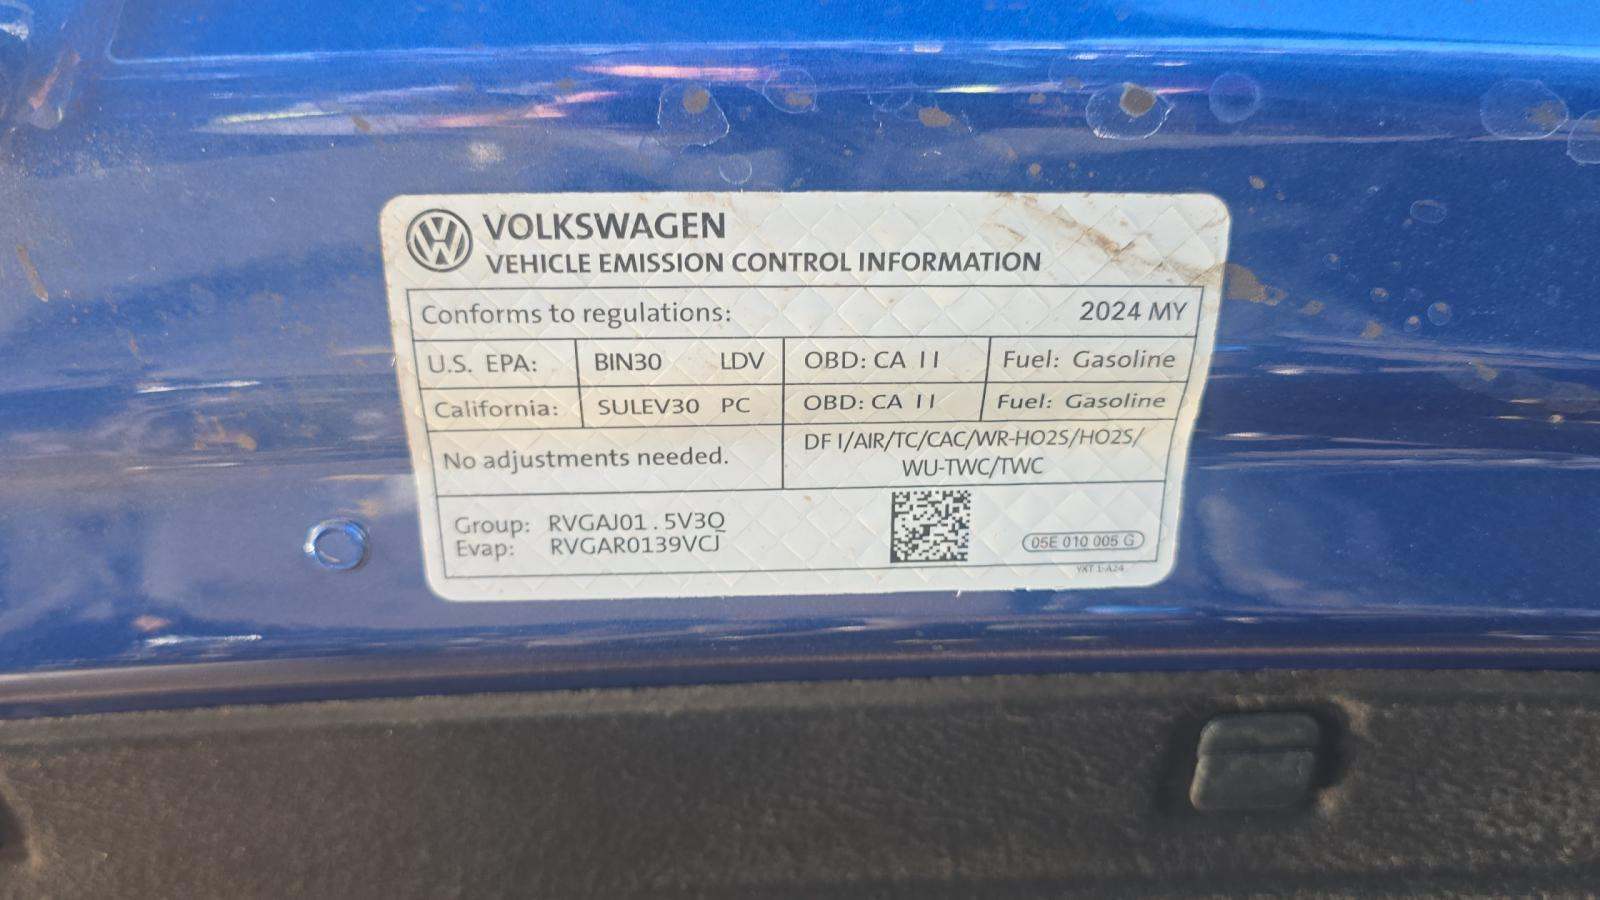 VOLKSWAGEN
VEHICLE EMISSION CONTROL INFORMATION
Conforms to regulations: 2024 MY
U.S. EPA: BIN30 LDV OBD: CA II Fuel: Gasoline
California: SULEV30 PC OBD: CA II Fuel: Gasoline
No adjustments needed.
DFI/AIR/TC/CAC/WR-HO2S/HO2S/
WU-TWC/TWC
Group: RVGAJ01.5V3Q
Evap: RVGAR0139VCJ
05E 010 005 G